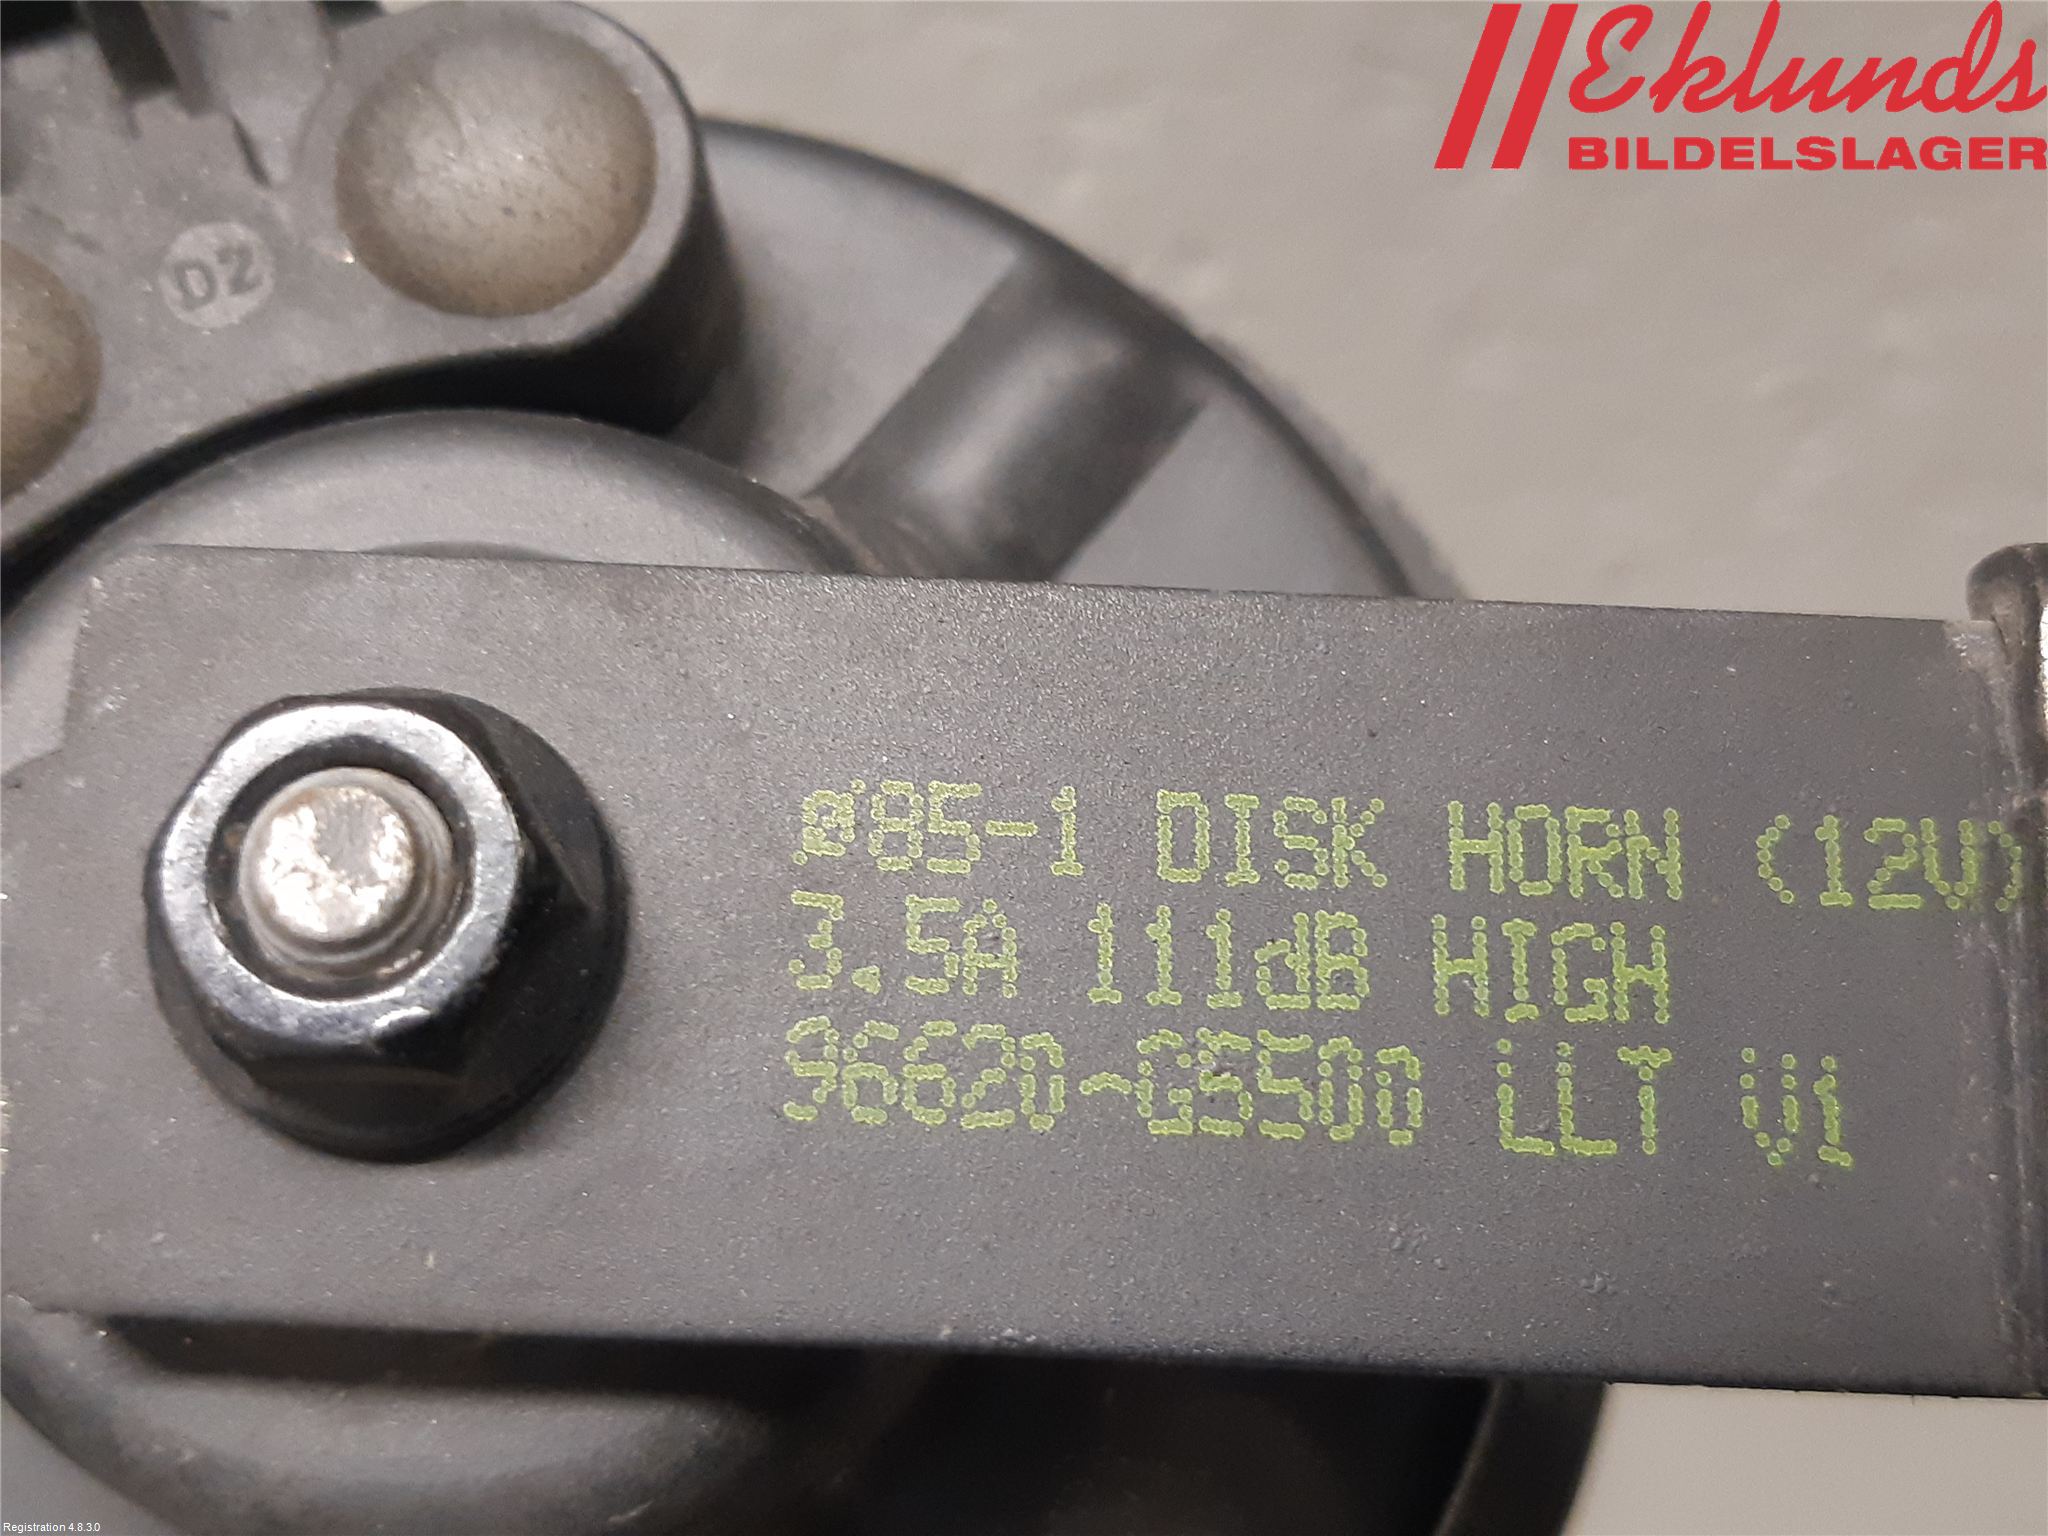 Eklunds
BILDELSLAGER
D2
Ø85-1 DISK HORN (12V)
3.5A 111dB HIGH
96620-G5500 LLT V1
Registration 4.8.3.0